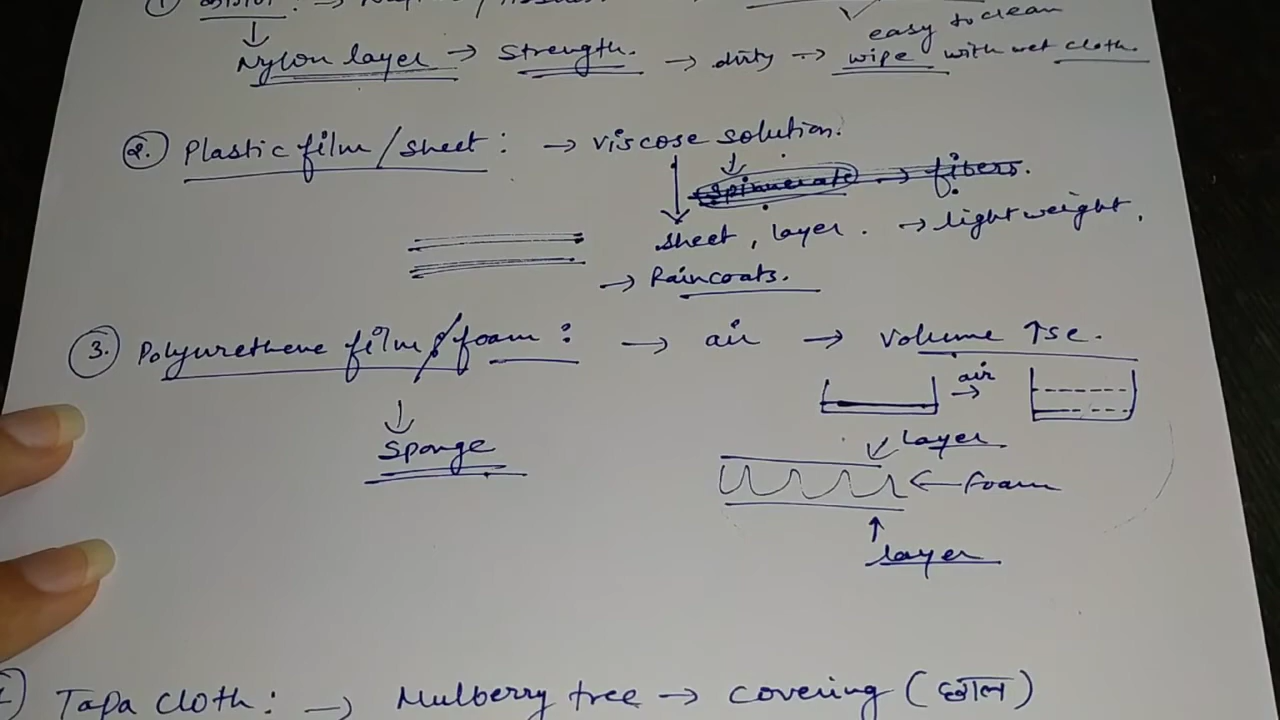 easy to clean
Nylon layer → Strength. → dirty → wipe with wet cloth.
2. Plastic film/sheet : → viscose solution.
spinnerate → fibers.
sheet, layer. → lightweight.
→ Raincoats.
3. Polyurethene film/foam : → air → volume ↑se.
air →
Sponge
layer
← Foam
layer
Tapa cloth : → Mulberry tree → covering (छाल)